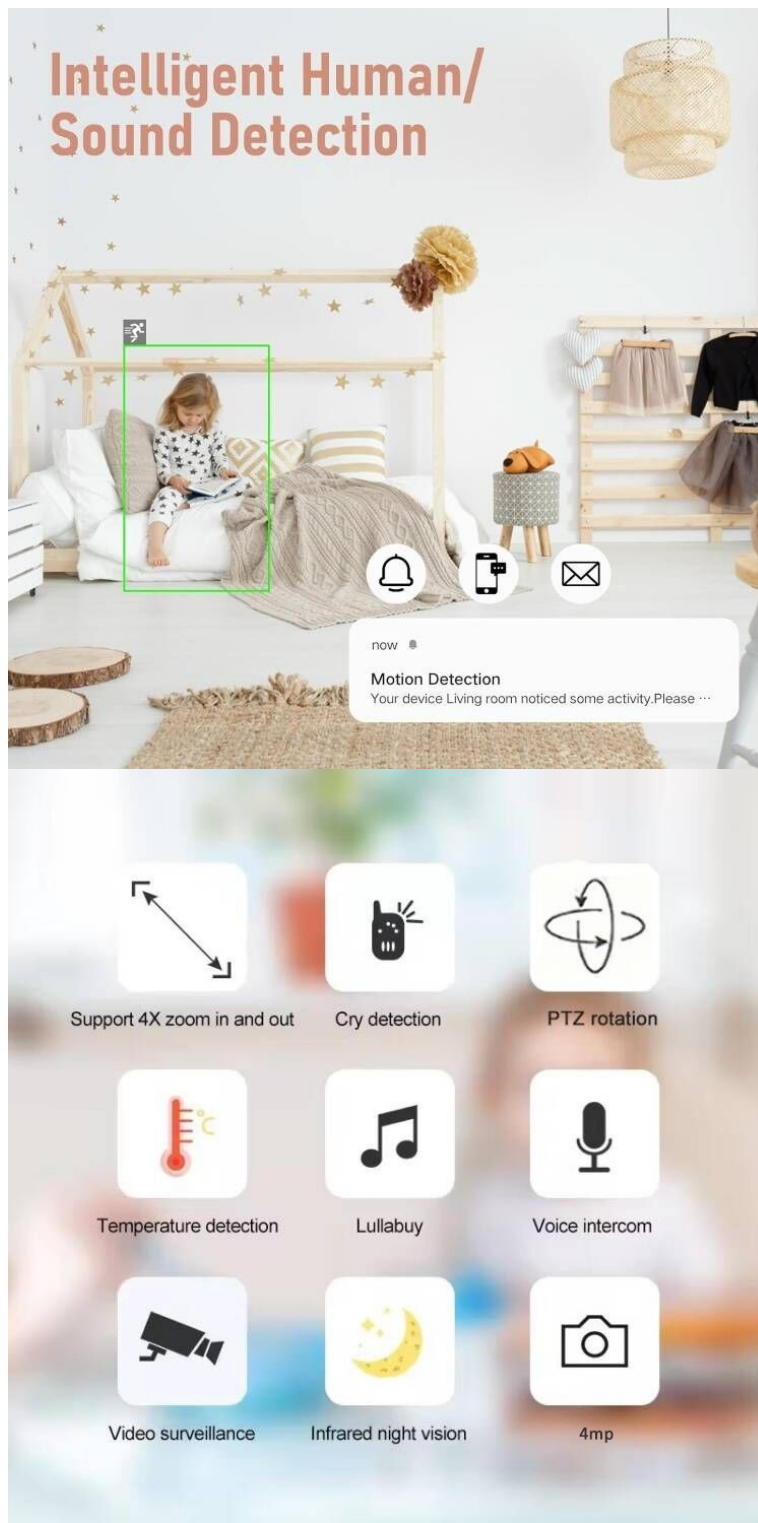 Intelligent Human/
Sound Detection
now
Motion Detection
Your device Living room noticed some activity.Please ···
Support 4X zoom in and out
Cry detection
PTZ rotation
°C
Temperature detection
Lullabuy
Voice intercom
Video surveillance
Infrared night vision
4mp